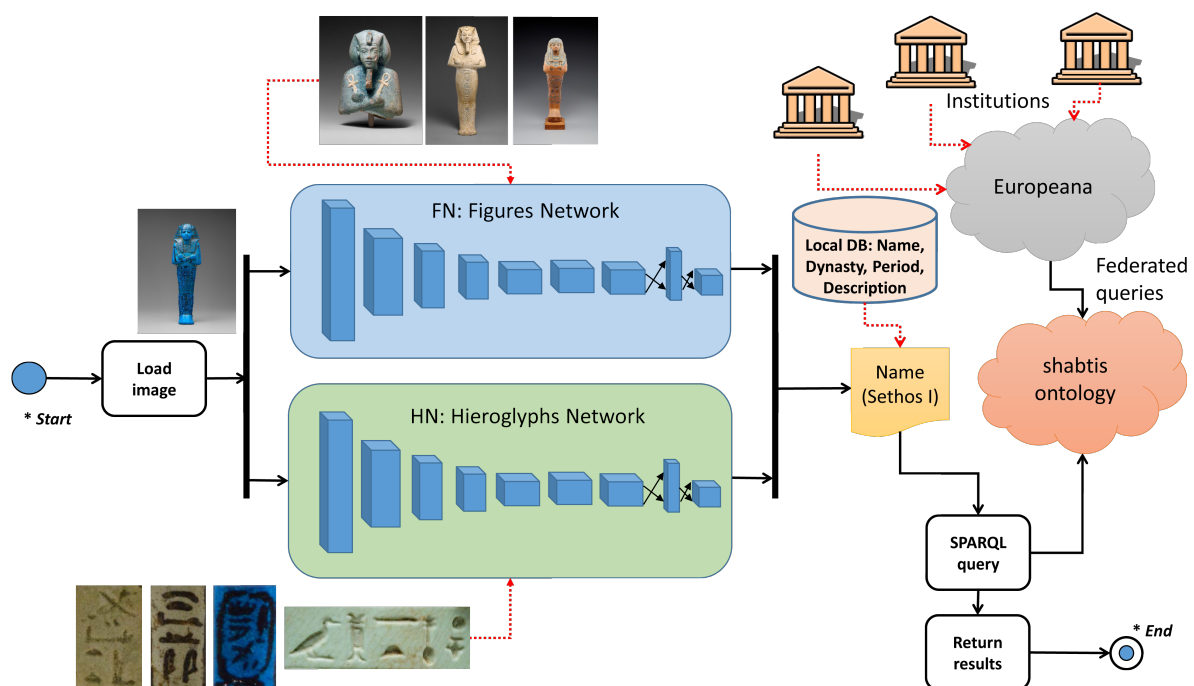 Institutions
Europeana
FN: Figures Network
Local DB: Name,
Dynasty, Period,
Description
Federated
queries
Load
image
* Start
Name
(Sethos I)
shabtis
ontology
HN: Hieroglyphs Network
SPARQL
query
Return
results
* End